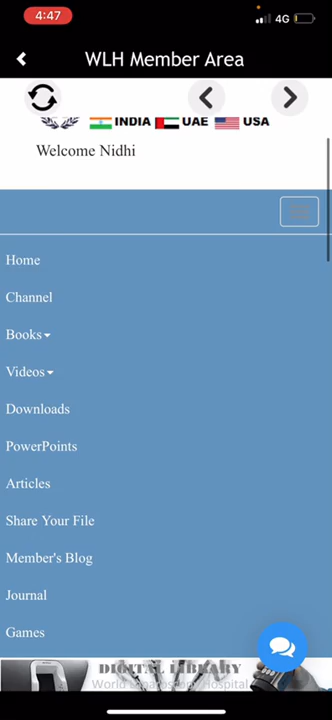 4:47
4G
WLH Member Area
INDIA UAE USA
Welcome Nidhi
Home
Channel
Books
Videos
Downloads
PowerPoints
Articles
Share Your File
Member's Blog
Journal
Games
DIGITAL LIBRARY
World Laparoscopy Hospital